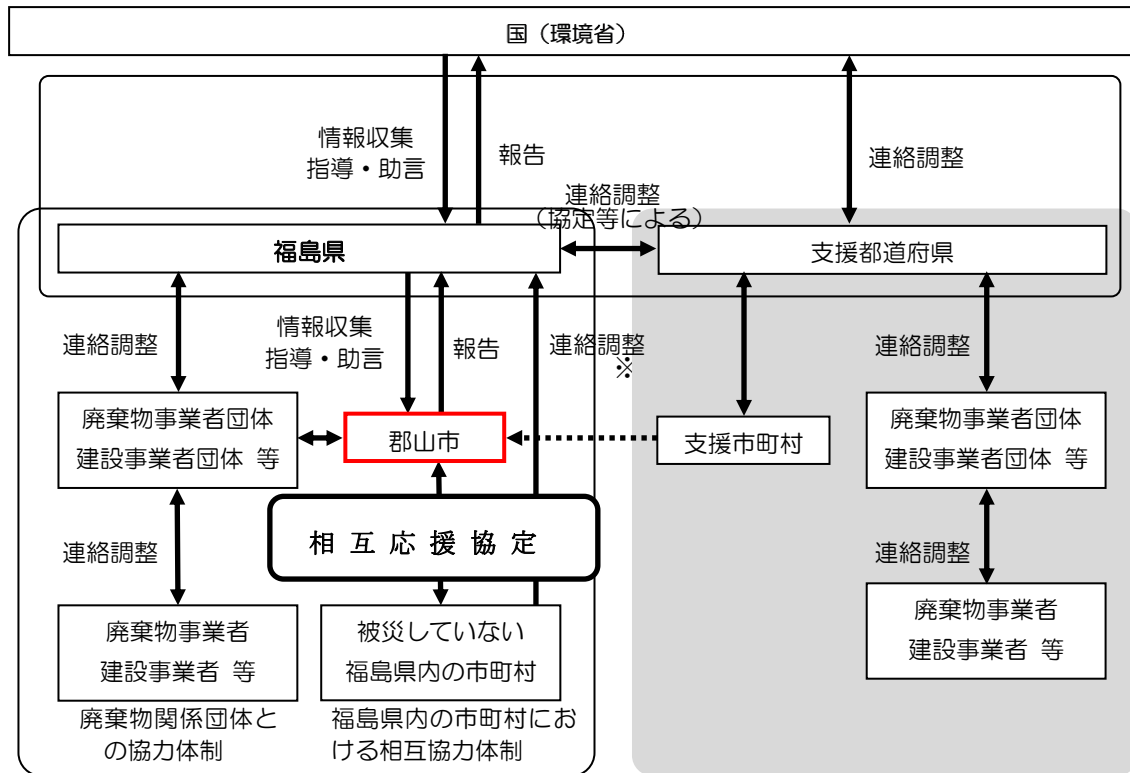 国（環境省）
情報収集
指導・助言
報告
連絡調整
（協定等による）
連絡調整
福島県
支援都道府県
連絡調整
情報収集
指導・助言
報告
連絡調整
※
連絡調整
廃棄物事業者団体
建設事業者団体 等
郡山市
支援市町村
廃棄物事業者団体
建設事業者団体 等
相互応援協定
連絡調整
連絡調整
廃棄物事業者
建設事業者 等
被災していない
福島県内の市町村
廃棄物事業者
建設事業者 等
廃棄物関係団体と
の協力体制
福島県内の市町村にお
ける相互協力体制